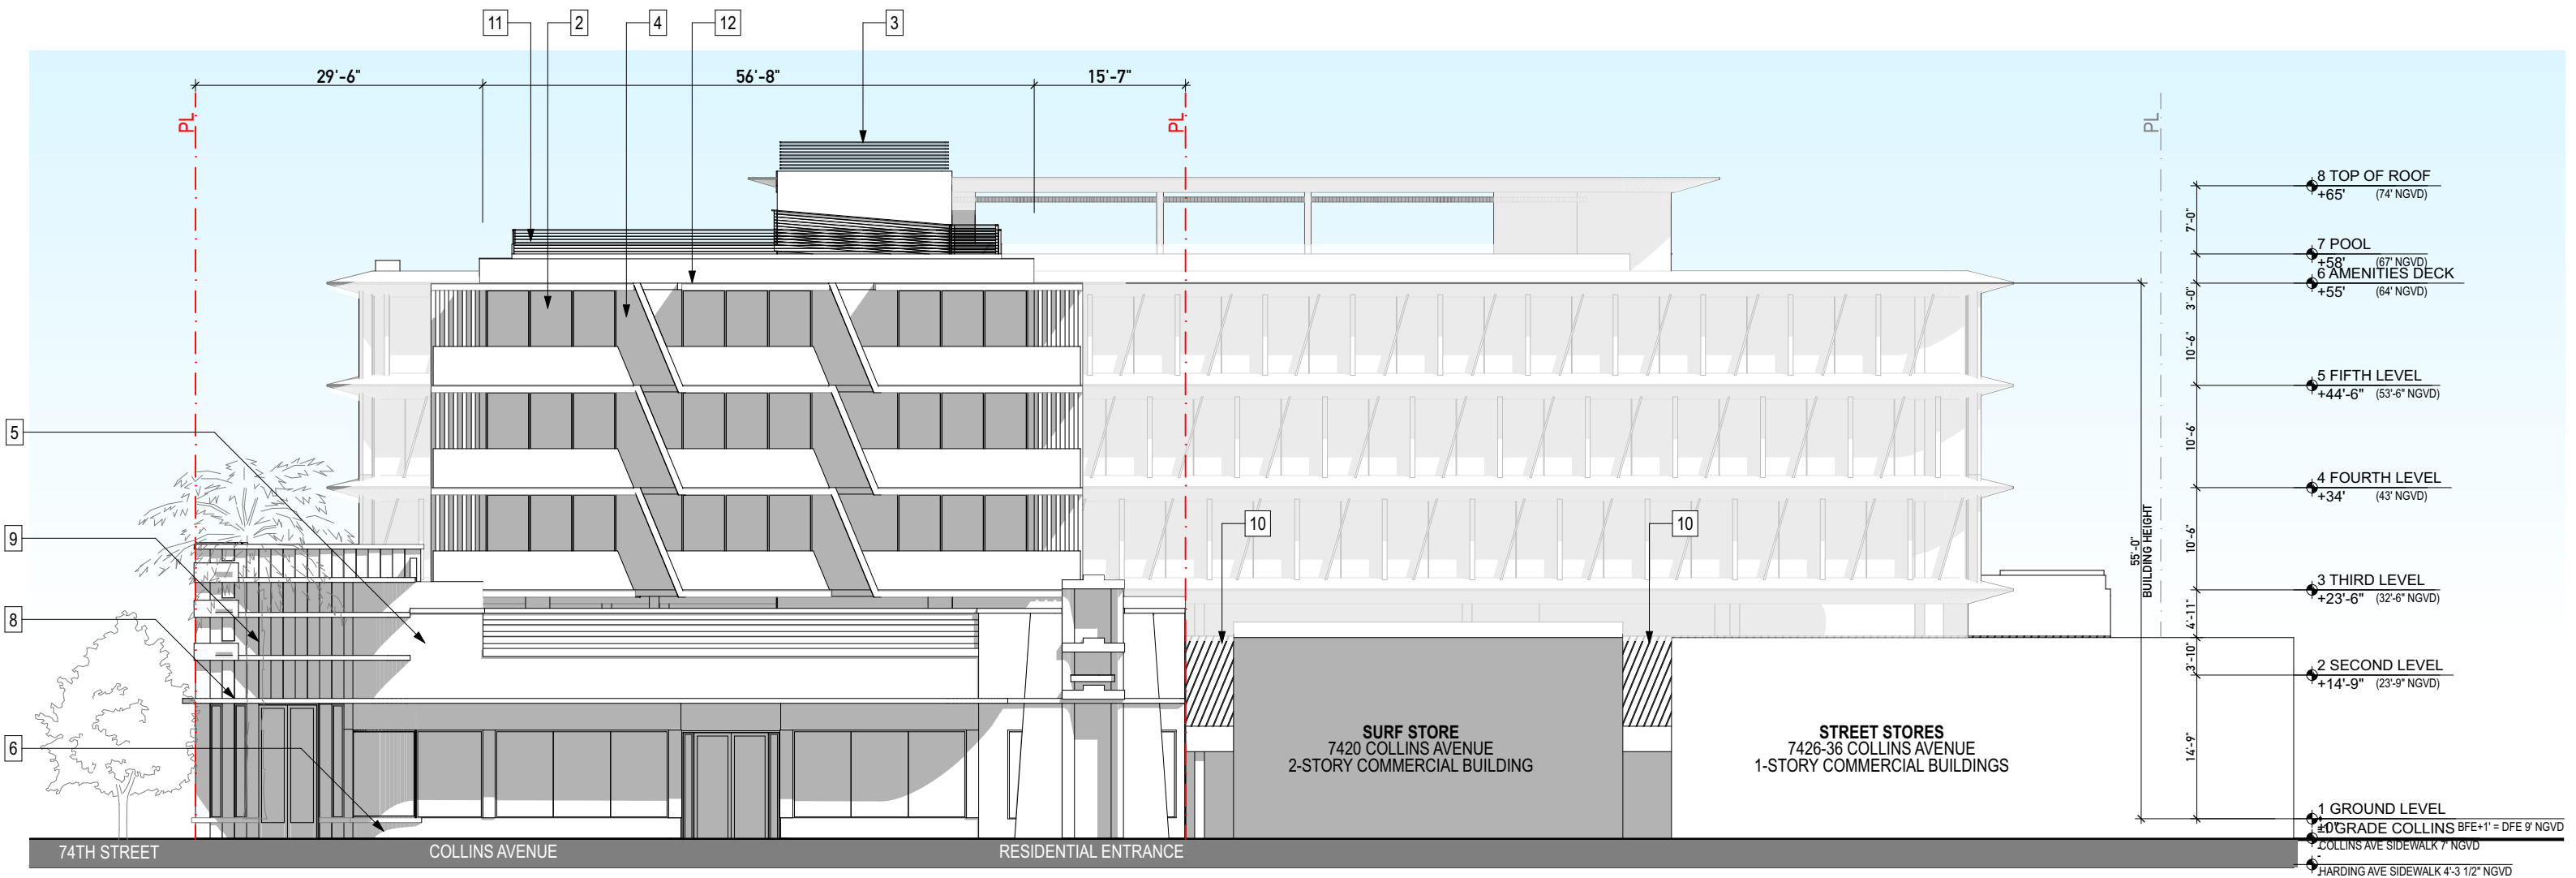 11
2
4
12
3
29'-6"
56'-8"
15'-7"
PL
PL
PL
8 TOP OF ROOF
+65' (74' NGVD)
7'-0"
7 POOL
+58' (67' NGVD)
6 AMENITIES DECK
+55' (64' NGVD)
3'-0"
10'-6"
5 FIFTH LEVEL
+44'-6" (53'-6" NGVD)
5
10'-6"
4 FOURTH LEVEL
+34' (43' NGVD)
10
10
9
10'-6"
55'-0"
BUILDING HEIGHT
3 THIRD LEVEL
+23'-6" (32'-6" NGVD)
8
4'-11"
3'-10"
2 SECOND LEVEL
+14'-9" (23'-9" NGVD)
SURF STORE
7420 COLLINS AVENUE
2-STORY COMMERCIAL BUILDING
STREET STORES
7426-36 COLLINS AVENUE
1-STORY COMMERCIAL BUILDINGS
6
14'-9"
1 GROUND LEVEL
GRADE COLLINS BFE+1' = DFE 9' NGVD
COLLINS AVE SIDEWALK 7' NGVD
HARDING AVE SIDEWALK 4'-3 1/2" NGVD
74TH STREET
COLLINS AVENUE
RESIDENTIAL ENTRANCE